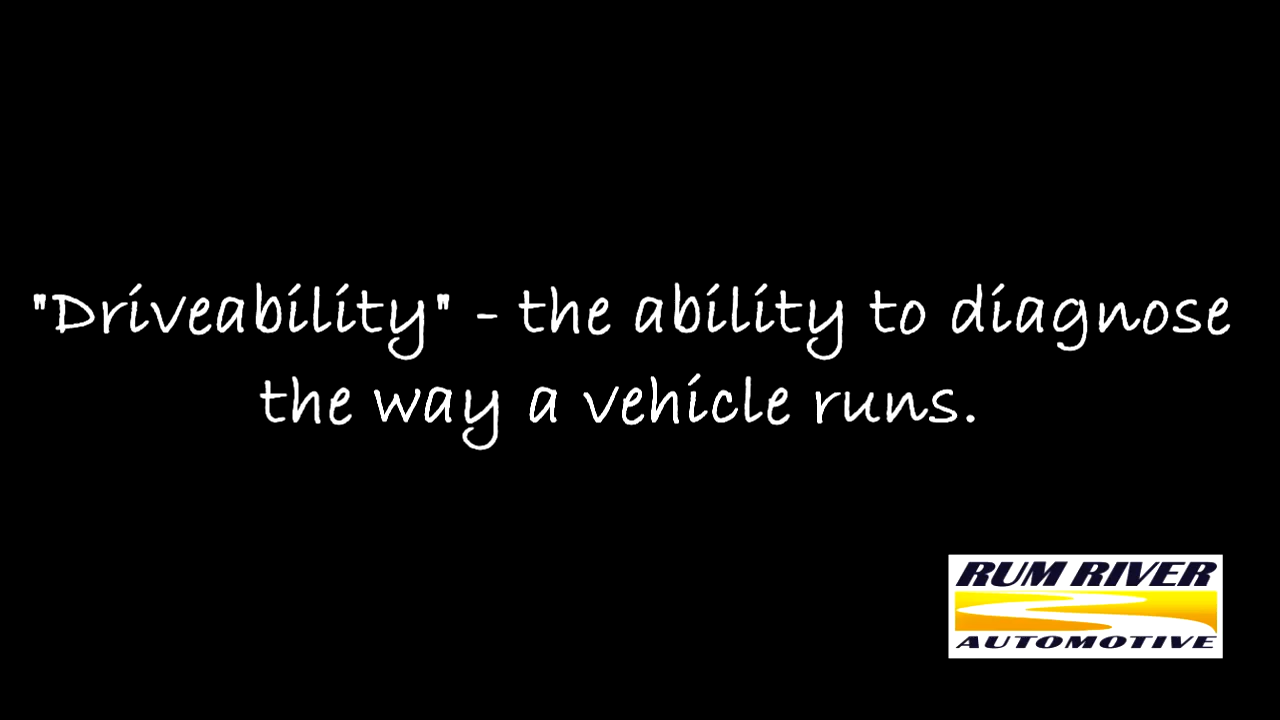 "Driveability" - the ability to diagnose
the way a vehicle runs.
RUM RIVER
AUTOMOTIVE